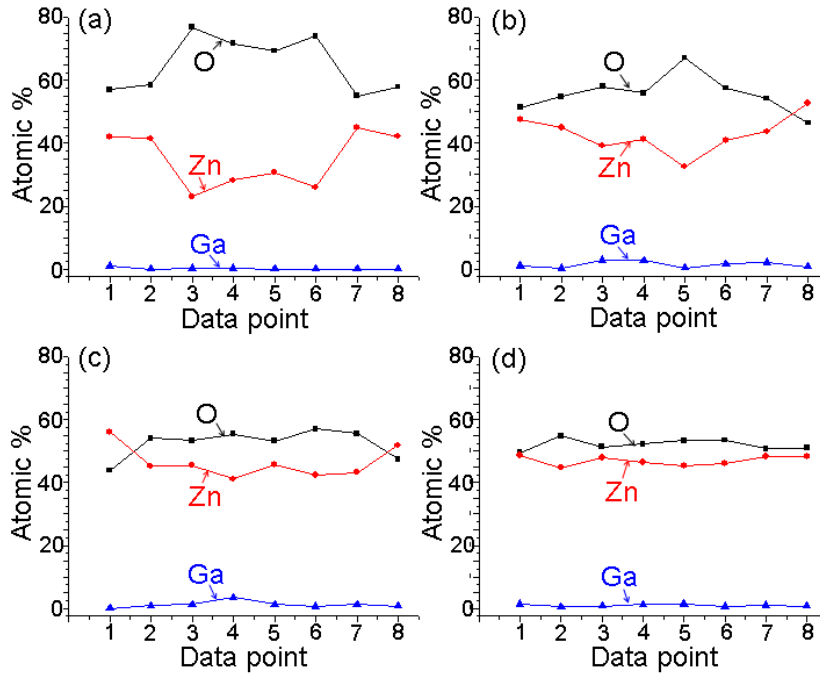 (a)
Atomic %
80
60
40
20
0
O
Zn
Ga
1 2 3 4 5 6 7 8
Data point
(b)
Atomic %
80
60
40
20
0
O
Zn
Ga
1 2 3 4 5 6 7 8
Data point
(c)
Atomic %
80
60
40
20
0
O
Zn
Ga
1 2 3 4 5 6 7 8
Data point
(d)
Atomic %
80
60
40
20
0
O
Zn
Ga
1 2 3 4 5 6 7 8
Data point